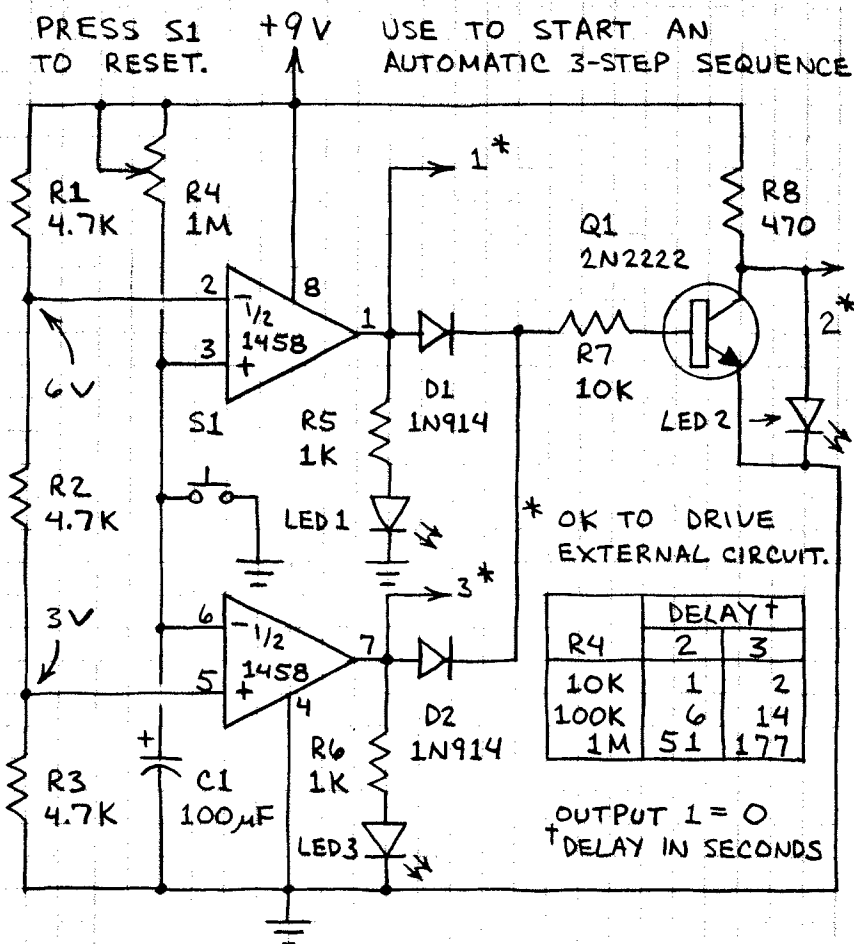 PRESS S1
TO RESET.
+9V
USE TO START AN
AUTOMATIC 3-STEP SEQUENCE
1*
R1
4.7K
R4
1M
R8
470
Q1
2N2222
2
8
-
1/2
1458
1
3
+
2*
6V
R7
10K
D1
1N914
S1
R5
1K
LED 2
R2
4.7K
LED 1
* OK TO DRIVE
EXTERNAL CIRCUIT.
3*
3V
6
-
1/2
1458
7
5
+
4
DELAY†
R4 2 3
10K 1 2
100K 6 14
1M 51 177
D2
1N914
R6
1K
+
R3
4.7K
C1
100µF
LED3
OUTPUT 1 = 0
† DELAY IN SECONDS